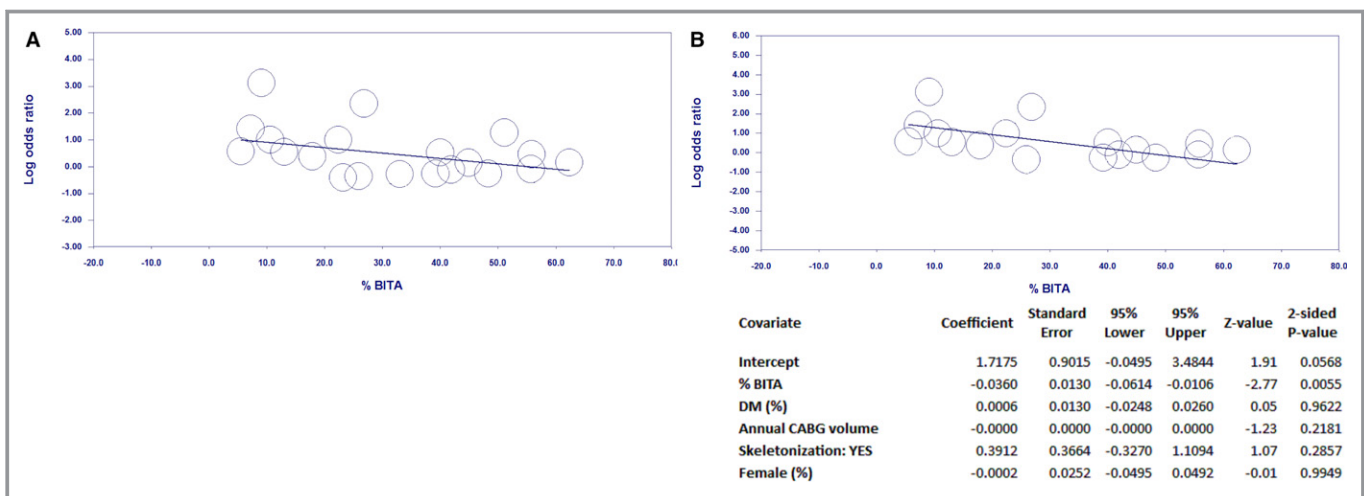 A
5.00
4.00
3.00
2.00
1.00
0.00
-1.00
-2.00
-3.00
Log odds ratio
-20.0 -10.0 0.0 10.0 20.0 30.0 40.0 50.0 60.0 70.0 80.0
% BITA
B
6.00
5.00
4.00
3.00
2.00
1.00
0.00
-1.00
-2.00
-3.00
-4.00
-5.00
Log odds ratio
-20.0 -10.0 0.0 10.0 20.0 30.0 40.0 50.0 60.0 70.0 80.0
% BITA
Covariate Coefficient Standard Error 95% Lower 95% Upper Z-value 2-sided P-value
Intercept 1.7175 0.9015 -0.0495 3.4844 1.91 0.0568
% BITA -0.0360 0.0130 -0.0614 -0.0106 -2.77 0.0055
DM (%) 0.0006 0.0130 -0.0248 0.0260 0.05 0.9622
Annual CABG volume -0.0000 0.0000 -0.0000 0.0000 -1.23 0.2181
Skeletonization: YES 0.3912 0.3664 -0.3270 1.1094 1.07 0.2857
Female (%) -0.0002 0.0252 -0.0495 0.0492 -0.01 0.9949